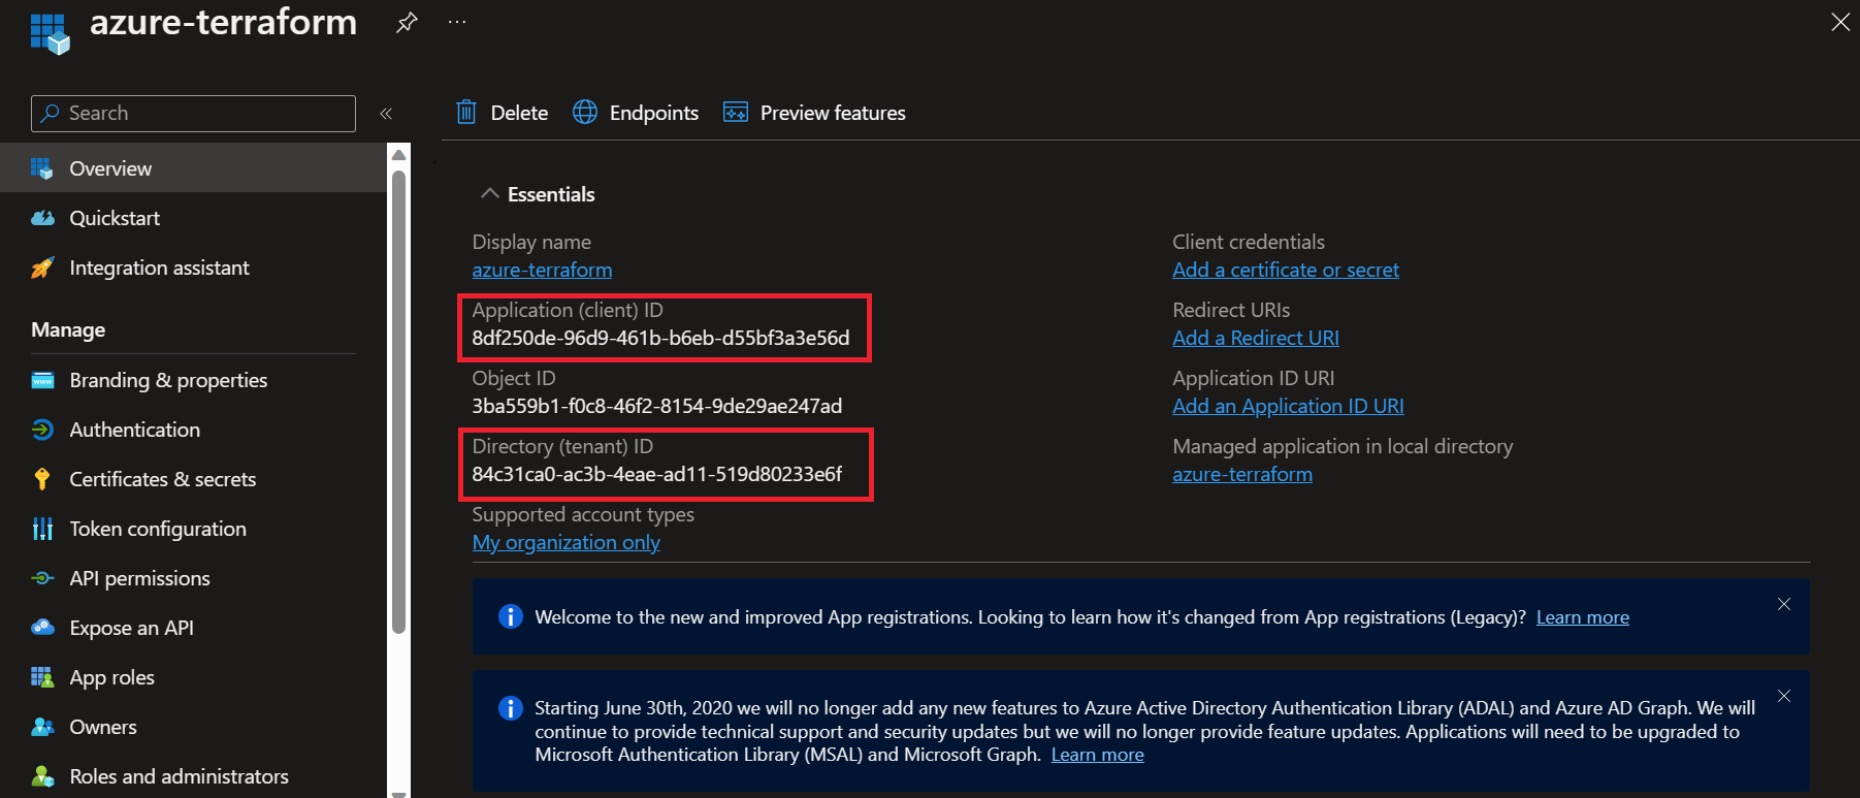 azure-terraform
Search
Overview
Quickstart
Integration assistant
Manage
Branding & properties
Authentication
Certificates & secrets
Token configuration
API permissions
Expose an API
App roles
Owners
Roles and administrators
Delete
Endpoints
Preview features
Essentials
Display name
azure-terraform
Application (client) ID
8df250de-96d9-461b-b6eb-d55bf3a3e56d
Object ID
3ba559b1-f0c8-46f2-8154-9de29ae247ad
Directory (tenant) ID
84c31ca0-ac3b-4eae-ad11-519d80233e6f
Supported account types
My organization only
Client credentials
Add a certificate or secret
Redirect URIs
Add a Redirect URI
Application ID URI
Add an Application ID URI
Managed application in local directory
azure-terraform
Welcome to the new and improved App registrations. Looking to learn how it's changed from App registrations (Legacy)? Learn more
Starting June 30th, 2020 we will no longer add any new features to Azure Active Directory Authentication Library (ADAL) and Azure AD Graph. We will
continue to provide technical support and security updates but we will no longer provide feature updates. Applications will need to be upgraded to
Microsoft Authentication Library (MSAL) and Microsoft Graph. Learn more